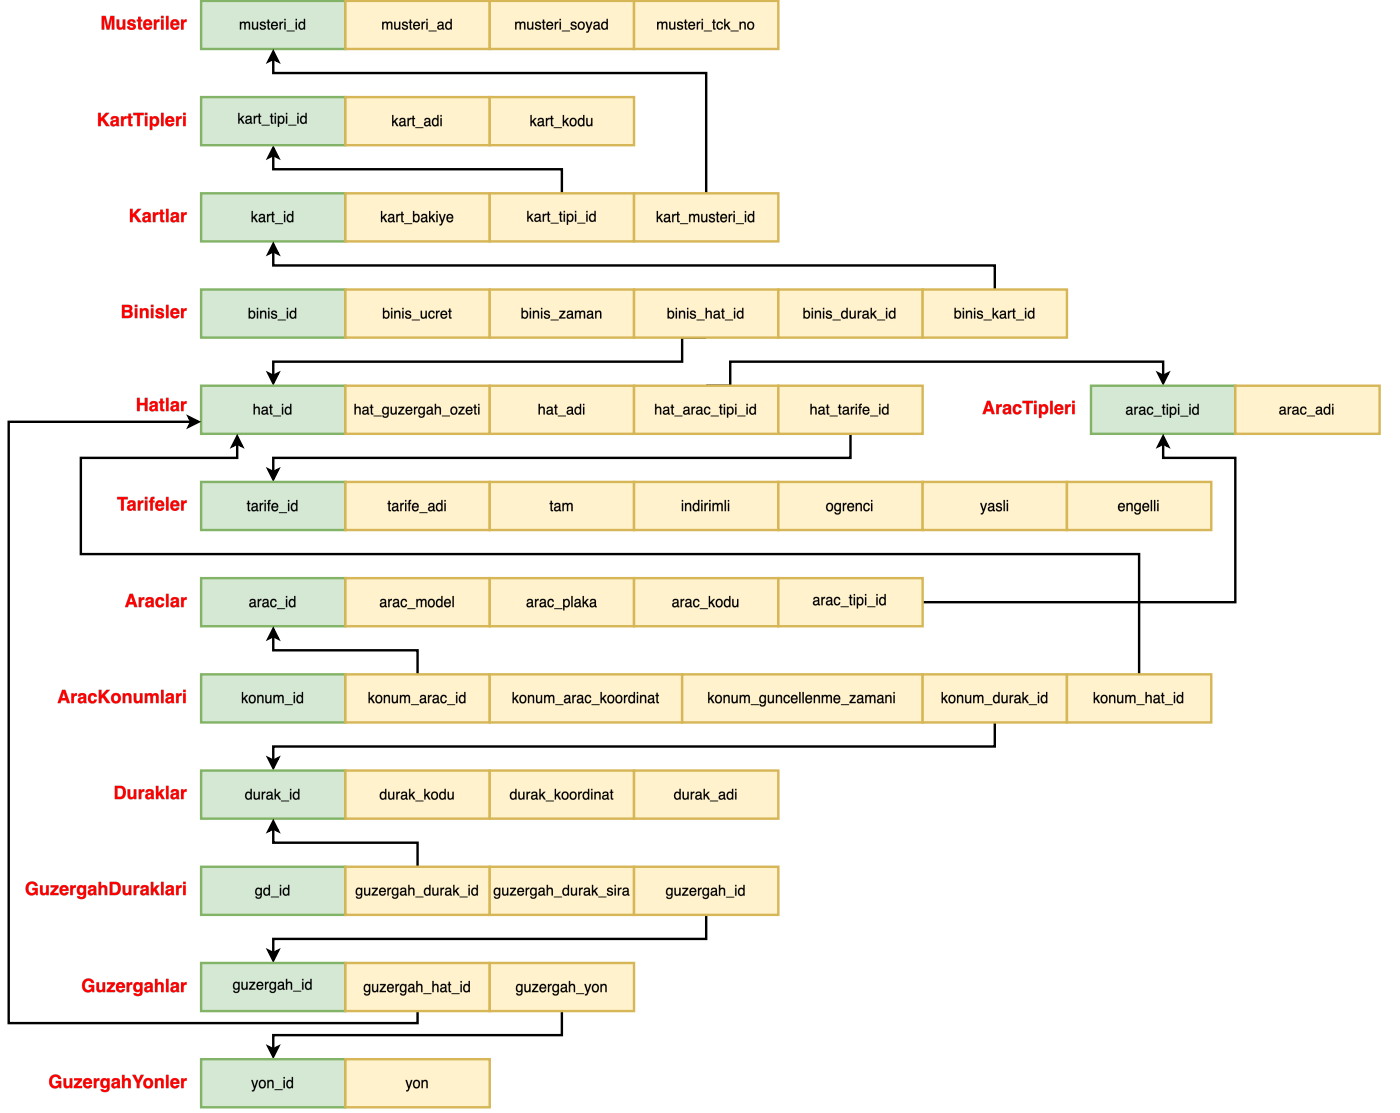 Musteriler musteri_id musteri_ad musteri_soyad musteri_tck_no
KartTipleri kart_tipi_id kart_adi kart_kodu
Kartlar kart_id kart_bakiye kart_tipi_id kart_musteri_id
Binisler binis_id binis_ucret binis_zaman binis_hat_id binis_durak_id binis_kart_id
Hatlar hat_id hat_guzergah_ozeti hat_adi hat_arac_tipi_id hat_tarife_id
AracTipleri arac_tipi_id arac_adi
Tarifeler tarife_id tarife_adi tam indirimli ogrenci yasli engelli
Araclar arac_id arac_model arac_plaka arac_kodu arac_tipi_id
AracKonumlari konum_id konum_arac_id konum_arac_koordinat konum_guncellenme_zamani konum_durak_id konum_hat_id
Duraklar durak_id durak_kodu durak_koordinat durak_adi
GuzergahDuraklari gd_id guzergah_durak_id guzergah_durak_sira guzergah_id
Guzergahlar guzergah_id guzergah_hat_id guzergah_yon
GuzergahYonler yon_id yon